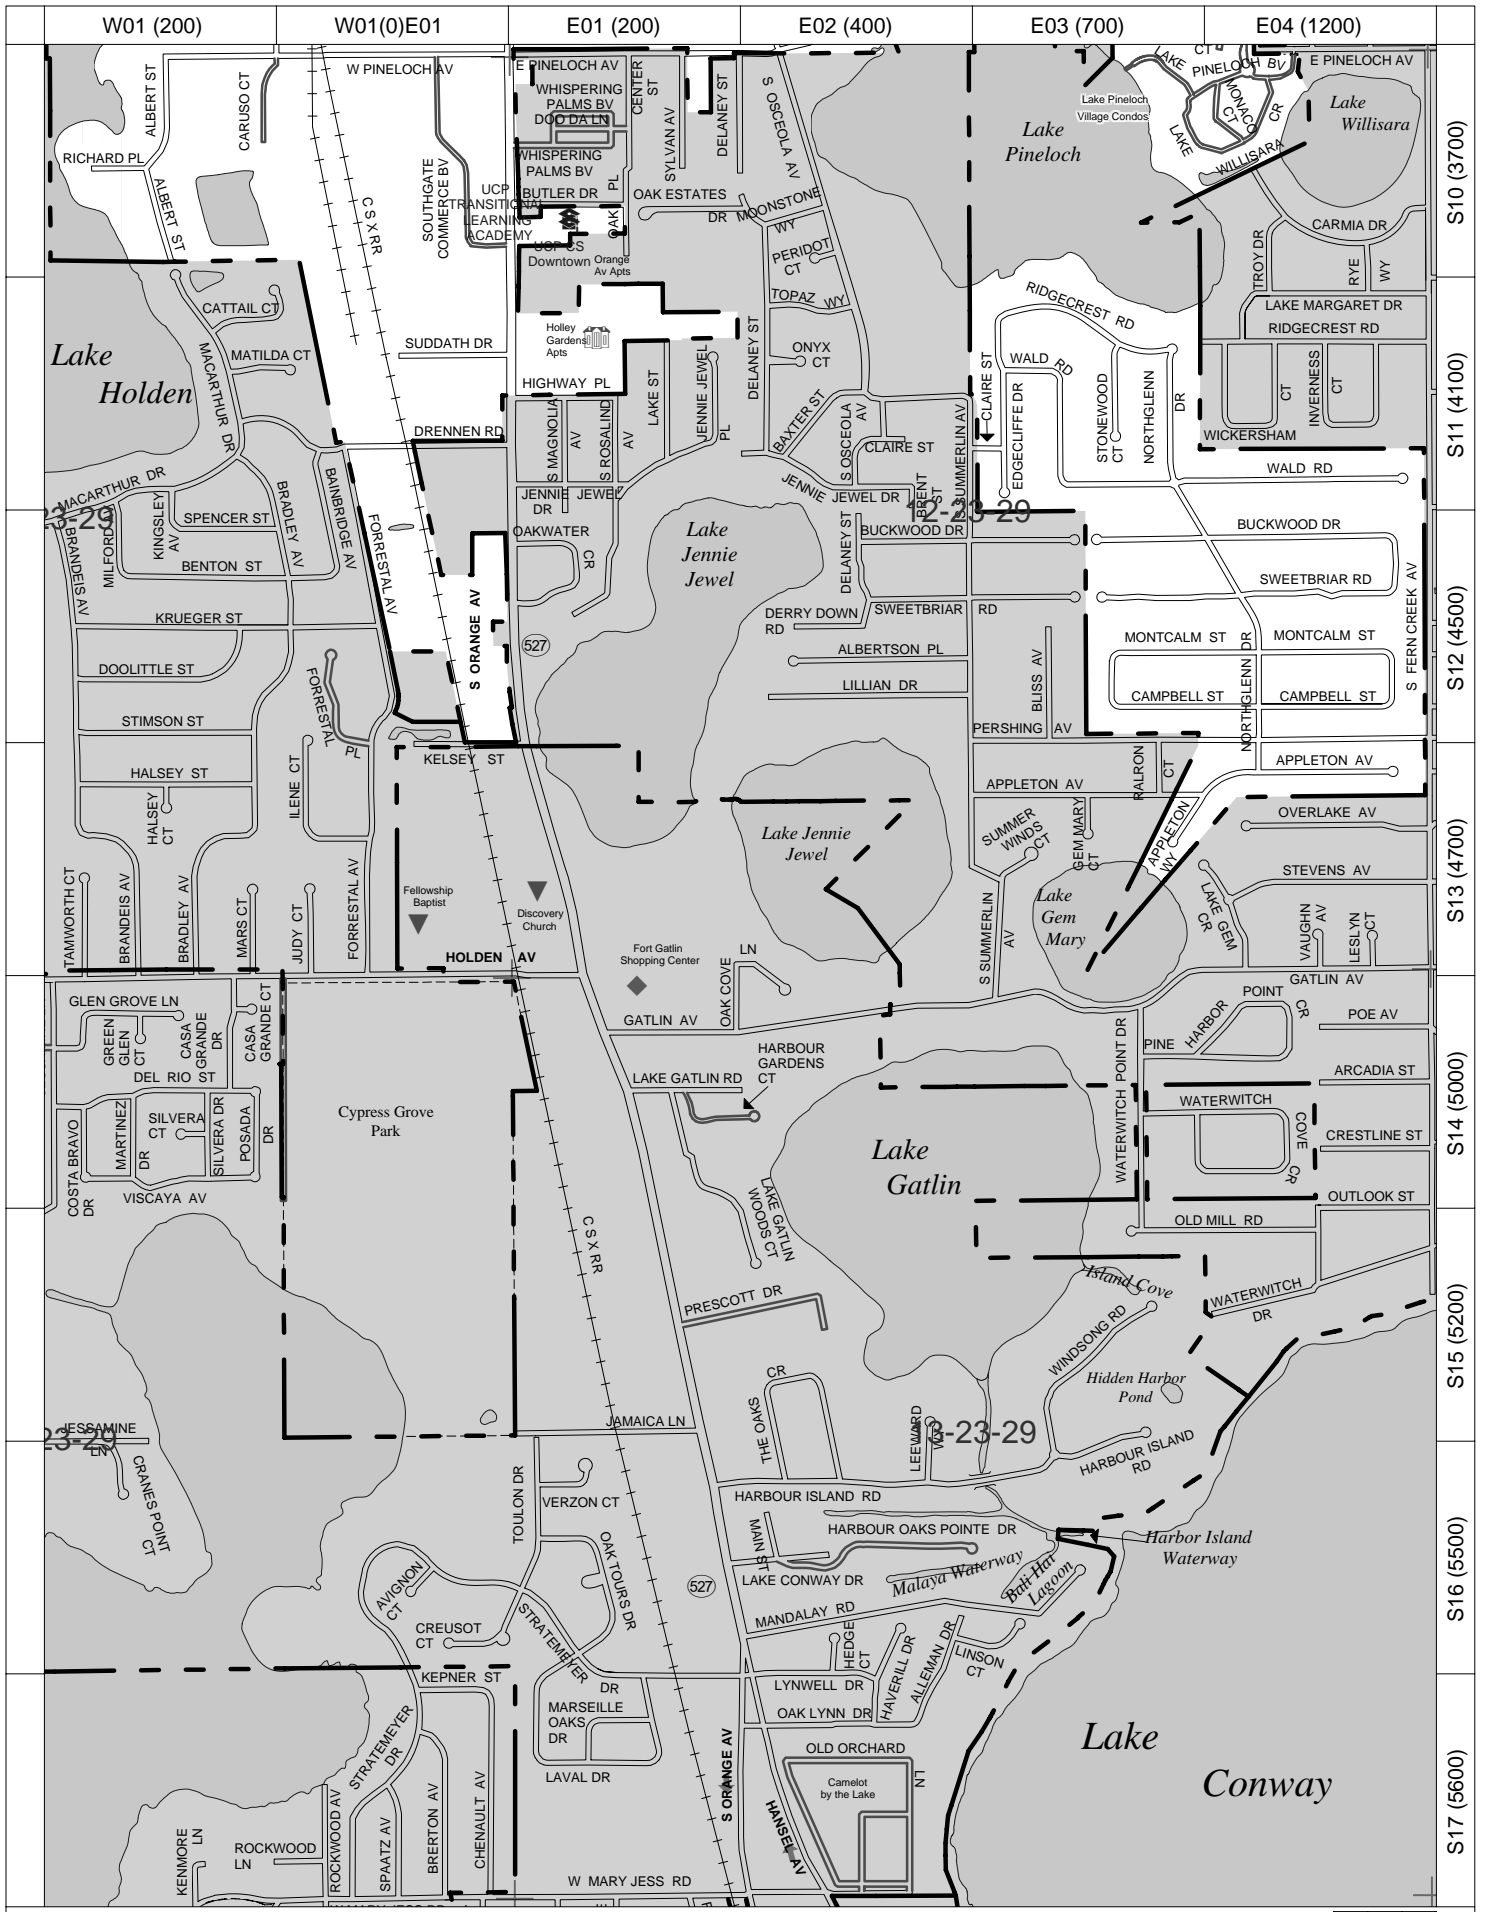 W01 (200)
W01(0)E01
E01 (200)
E02 (400)
E03 (700)
E04 (1200)
S10 (3700)
S11 (4100)
S12 (4500)
S13 (4700)
S14 (5000)
S15 (5200)
S16 (5500)
S17 (5600)
ALBERT ST
CARUSO CT
W PINELOCH AV
E PINELOCH AV
WHISPERING
PALMS BV
DOO DA LN
CENTER
ST
SYLVAN AV
DELANEY ST
S OSCEOLA AV
LAKE
CT
PINELOCH BV
E PINELOCH AV
Lake Pineloch
Village Condos
MONACO
CT
CR
LAKE
WILLISARA
Lake
Willisara
Lake
Pineloch
RICHARD PL
ALBERT ST
C S X RR
SOUTHGATE
COMMERCE BV
WHISPERING
PALMS BV
UCP
TRANSITIONAL
LEARNING
ACADEMY
BUTLER DR
OAK
PL
OAK ESTATES
DR
MOONSTONE
WY
PERIDOT
CT
UCP CS
Downtown
Orange
Av Apts
CARMIA DR
TROY DR
RYE
WY
CATTAIL CT
TOPAZ WY
RIDGECREST RD
LAKE MARGARET DR
RIDGECREST RD
Lake
Holden
MATILDA CT
MACARTHUR DR
SUDDATH DR
Holley
Gardens
Apts
HIGHWAY PL
LAKE ST
JENNIE JEWEL
PL
DELANEY ST
ONYX
CT
CLAIRE ST
WALD RD
EDGECLIFFE DR
STONEWOOD
CT
NORTHGLENN
DR
CT
INVERNESS
CT
WICKERSHAM
DRENNEN RD
S MAGNOLIA
AV
S ROSALIND
AV
BAXTER ST
S OSCEOLA
AV
CLAIRE ST
S SUMMERLIN AV
WALD RD
MACARTHUR DR
JENNIE JEWEL
DR
JENNIE
JEWEL DR
BRENT
ST
23-29
12-23-29
BRANDEIS AV
MILFORD
KINGSLEY
AV
SPENCER ST
BRADLEY AV
BAINBRIDGE AV
FORRESTAL AV
BENTON ST
OAKWATER
CR
Lake
Jennie
Jewel
DELANEY ST
BUCKWOOD DR
BUCKWOOD DR
SWEETBRIAR RD
KRUEGER ST
S ORANGE AV
527
DERRY DOWN
RD
SWEETBRIAR RD
ALBERTSON PL
LILLIAN DR
BLISS AV
MONTCALM ST
MONTCALM ST
S FERN CREEK AV
DOOLITTLE ST
FORRESTAL
PL
STIMSON ST
CAMPBELL ST
CAMPBELL ST
NORTHGLENN DR
PERSHING AV
KELSEY ST
HALSEY ST
ILENE CT
HALSEY
CT
APPLETON AV
RALRON
CT
APPLETON AV
OVERLAKE AV
Lake Jennie
Jewel
SUMMER
WINDS
CT
GEM MARY
CT
APPLETON
WY
STEVENS AV
TAMWORTH CT
BRANDEIS AV
BRADLEY AV
MARS CT
JUDY CT
FORRESTAL AV
Fellowship
Baptist
Discovery
Church
Lake
Gem
Mary
LAKE GEM
CR
VAUGHN
AV
LESLYN
CT
HOLDEN AV
Fort Gatlin
Shopping Center
OAK COVE
LN
S SUMMERLIN
AV
GATLIN AV
GLEN GROVE LN
GREEN
GLEN
CT
CASA
GRANDE
DR
CASA
GRANDE CT
GATLIN AV
POINT
CR
HARBOR
PINE
POE AV
DEL RIO ST
LAKE GATLIN RD
HARBOUR
GARDENS
CT
WATERWITCH POINT DR
ARCADIA ST
Cypress Grove
Park
COSTA BRAVO
DR
MARTINEZ
DR
SILVERA
CT
SILVERA DR
POSADA
DR
VISCAYA AV
Lake
Gatlin
WATERWITCH
COVE
CR
CRESTLINE ST
LAKE GATLIN
WOODS CT
OUTLOOK ST
OLD MILL RD
C S X RR
Island Cove
WATERWITCH
DR
PRESCOTT DR
WINDSONG RD
Hidden Harbor
Pond
JESSAMINE
LN
23-29
CRANES POINT
CT
JAMAICA LN
THE OAKS
CR
LEEWARD
WY
13-23-29
HARBOUR ISLAND
RD
TOULON DR
VERZON CT
HARBOUR ISLAND RD
MAIN ST
HARBOUR OAKS POINTE DR
Harbor Island
Waterway
AVIGNON
CT
OAK TOURS DR
527
LAKE CONWAY DR
Malaya Waterway
Bali Hai
Lagoon
CREUSOT
CT
STRATEMEYER
DR
MANDALAY RD
HEDGE
CT
HAVERILL DR
ALLEMAN DR
LINSON
CT
KEPNER ST
MARSEILLE
OAKS
DR
LYNWELL DR
OAK LYNN DR
Lake
Conway
STRATEMEYER
DR
LAVAL DR
S ORANGE AV
HANSEL AV
OLD ORCHARD
LN
Camelot
by the Lake
KENMORE
LN
ROCKWOOD
LN
ROCKWOOD AV
SPAATZ AV
BRERTON AV
CHENAULT AV
W MARY JESS RD